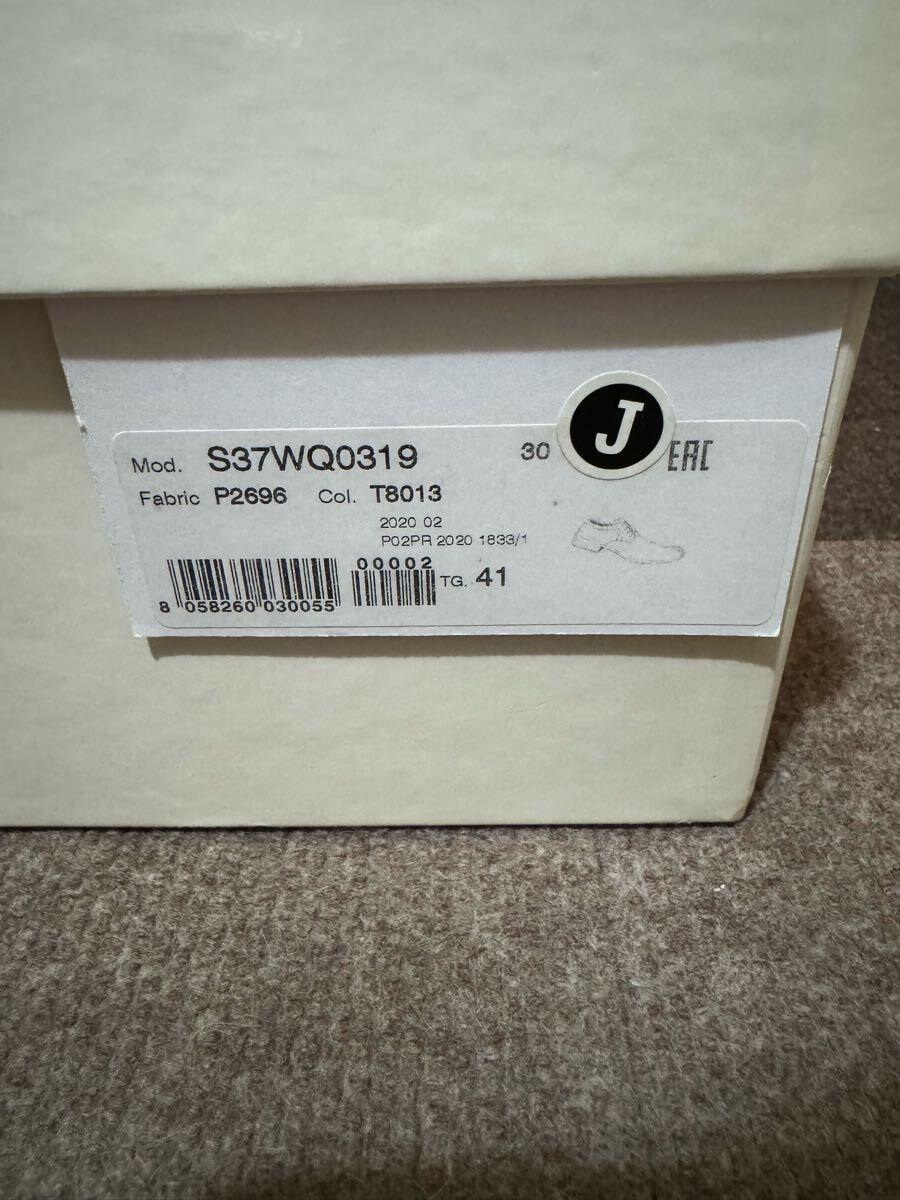 Mod. S37WQ0319 30 J EAC
Fabric P2696 Col. T8013
2020 02
P02PR 2020 1833/1
00002
8 058260 030055 TG. 41